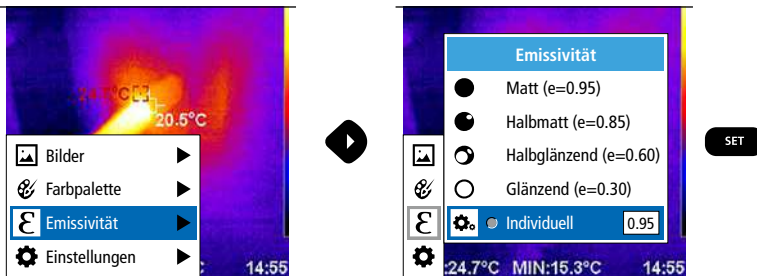 24.7°C
20.5°C
Bilder
Farbpalette
ε Emissivität
Einstellungen
: 14:55
Emissivität
Matt (e=0.95)
Halbmatt (e=0.85)
Halbglänzend (e=0.60)
Glänzend (e=0.30)
ε
Individuell 0.95
:24.7°C MIN:15.3°C 14:55
SET